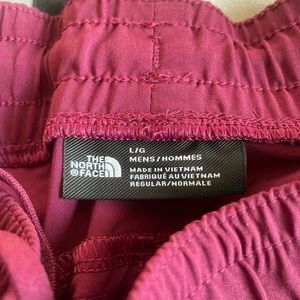 THE
NORTH
FACE
L/G
MENS/HOMMES
MADE IN VIETNAM
FABRIQUÉ AU VIETNAM
REGULAR/NORMALE